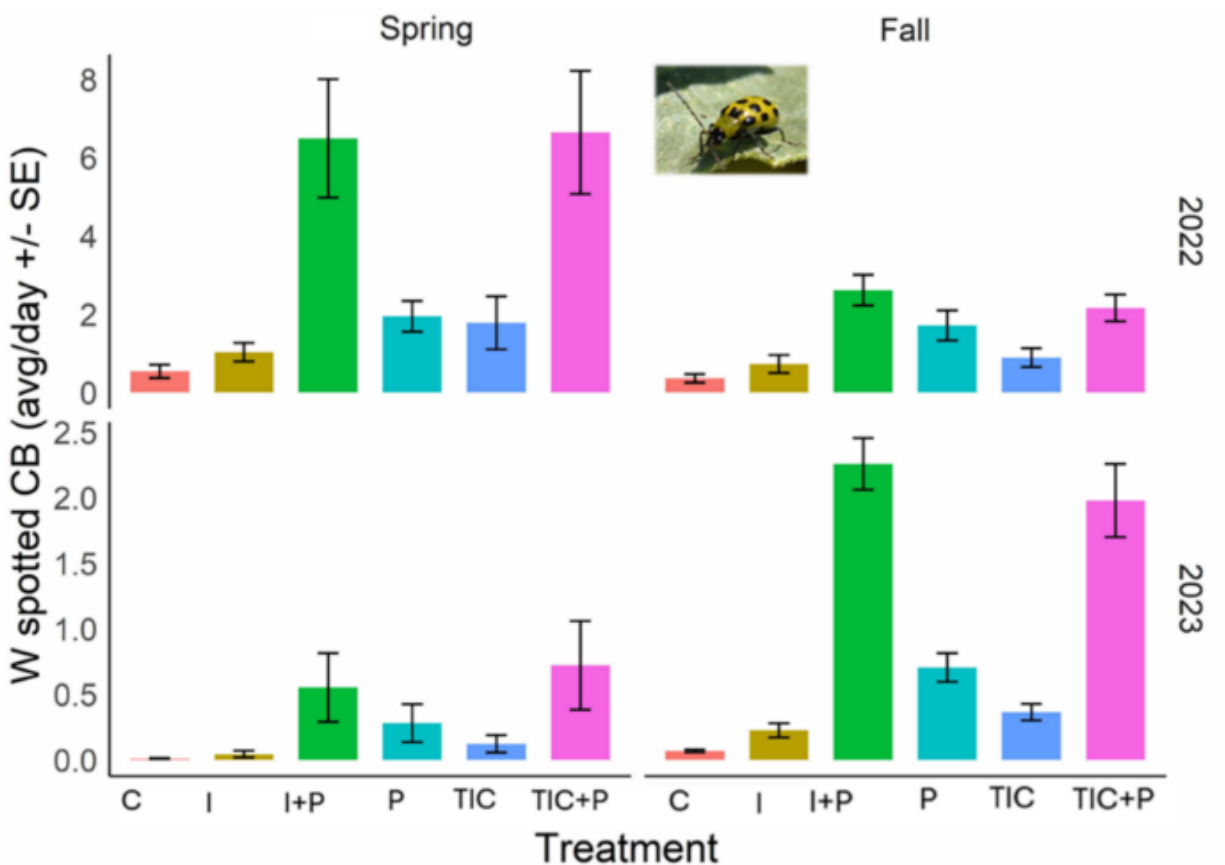 Spring
Fall
W spotted CB (avg/day +/- SE)
8
6
4
2
0
2022
2.5
2.0
1.5
1.0
0.5
0.0
2023
C I I+P P TIC TIC+P
C I I+P P TIC TIC+P
Treatment